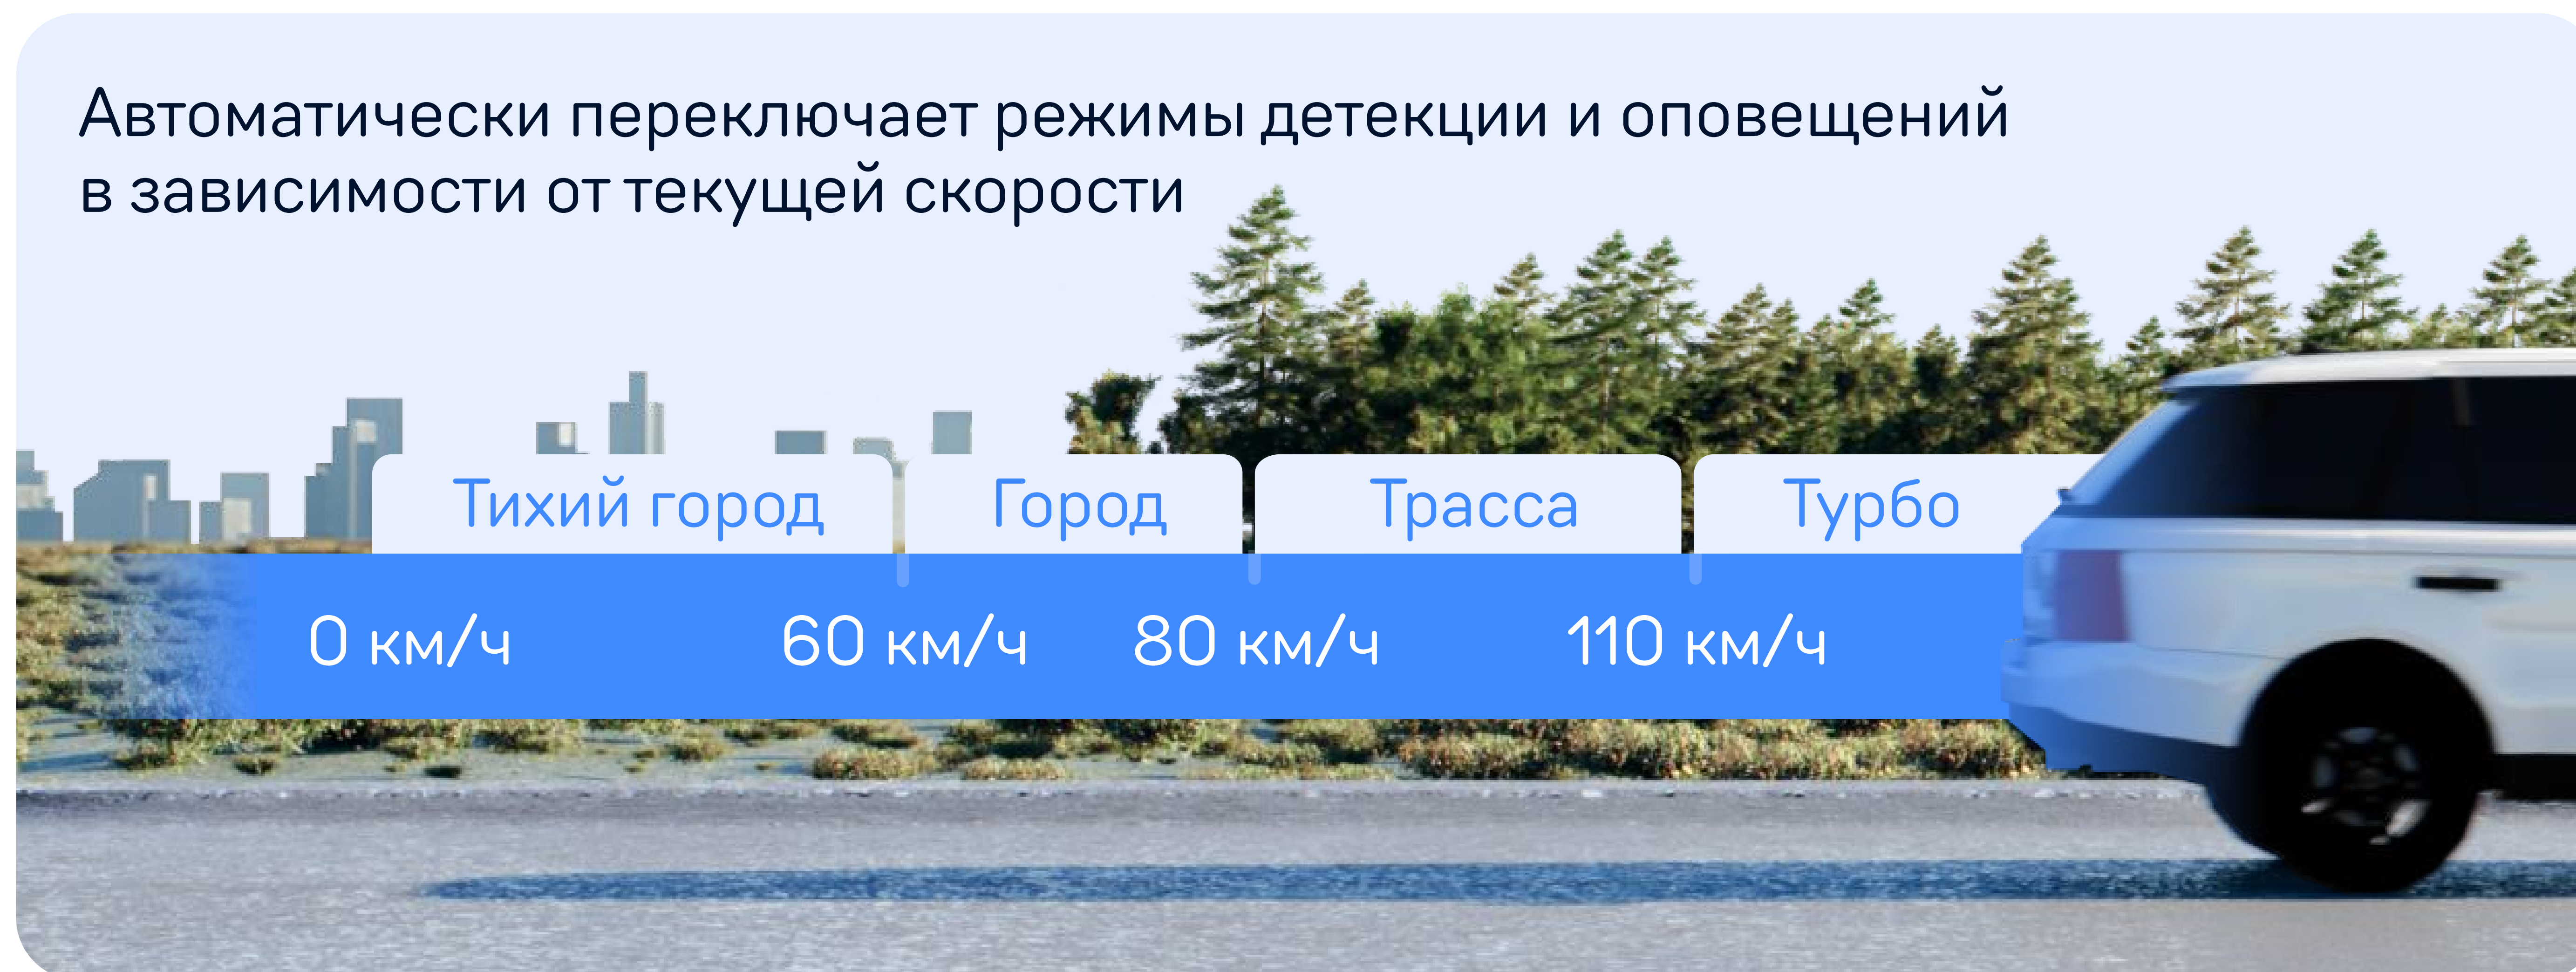 Автоматически переключает режимы детекции и оповещений
в зависимости от текущей скорости
Тихий город Город Трасса Турбо
0 км/ч 60 км/ч 80 км/ч 110 км/ч